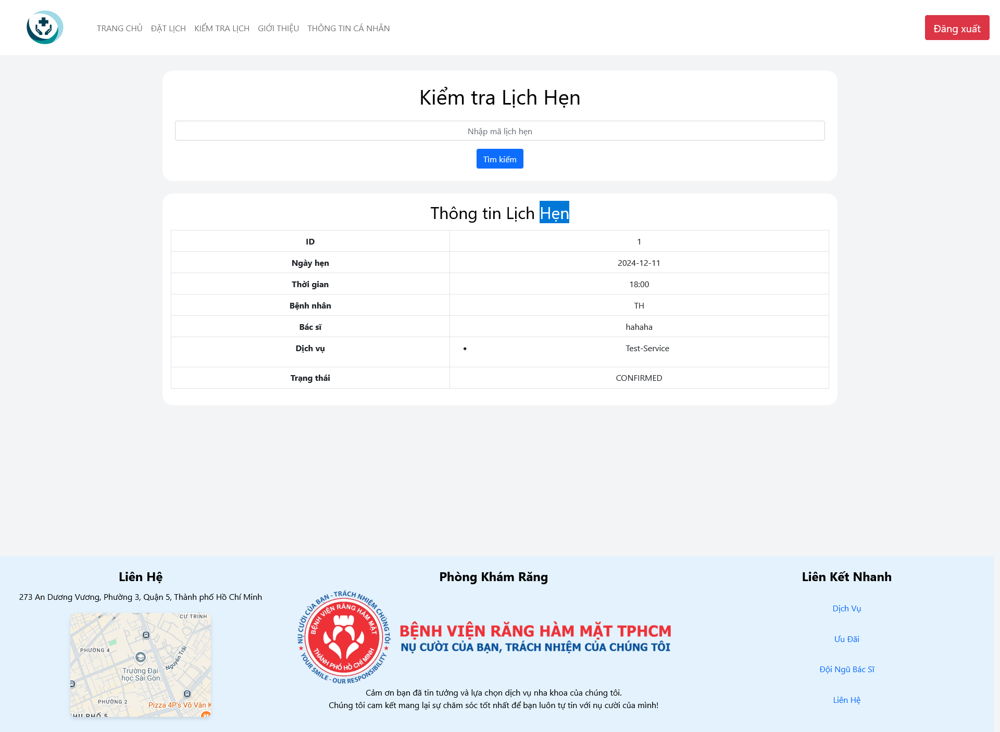 TRANG CHỦ ĐẶT LỊCH KIỂM TRA LỊCH GIỚI THIỆU THÔNG TIN CÁ NHÂN
Đăng xuất
Kiểm tra Lịch Hẹn
Nhập mã lịch hẹn
Tìm kiếm
Thông tin Lịch Hẹn
ID 1
Ngày hẹn 2024-12-11
Thời gian 18:00
Bệnh nhân TH
Bác sĩ hahaha
Dịch vụ • Test-Service
Trạng thái CONFIRMED
Liên Hệ
273 An Dương Vương, Phường 3, Quận 5, Thành phố Hồ Chí Minh
CƯ TRINH
PHƯỜNG 4
Nguyễn Trãi
Trường Đại
học Sài Gòn
PHƯỜNG 2
Pizza 4P's Võ Văn K
KHU PHỐ 5
Phòng Khám Răng
NỤ CƯỜI CỦA BẠN - TRÁCH NHIỆM CHÚNG TÔI
BỆNH VIỆN RĂNG HÀM MẶT
THÀNH PHỐ HỒ CHÍ MINH
YOUR SMILE - OUR RESPONSIBILITY
BỆNH VIỆN RĂNG HÀM MẶT TPHCM
NỤ CƯỜI CỦA BẠN, TRÁCH NHIỆM CỦA CHÚNG TÔI
Cảm ơn bạn đã tin tưởng và lựa chọn dịch vụ nha khoa của chúng tôi.
Chúng tôi cam kết mang lại sự chăm sóc tốt nhất để bạn luôn tự tin với nụ cười của mình!
Liên Kết Nhanh
Dịch Vụ
Ưu Đãi
Đội Ngũ Bác Sĩ
Liên Hệ